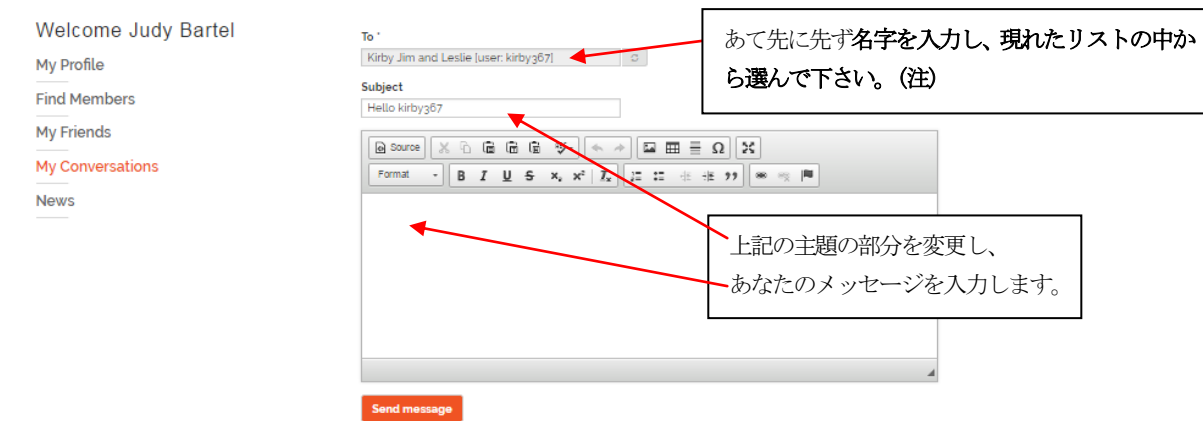 Welcome Judy Bartel
My Profile
Find Members
My Friends
My Conversations
News
To *
Kirby Jim and Leslie [user: kirby367]
Subject
Hello kirby367
Source
Format
B I U S x₂ x² Tx
Send message
あて先に先ず名字を入力し、現れたリストの中か
ら選んで下さい。(注)
上記の主題の部分を変更し、
あなたのメッセージを入力します。